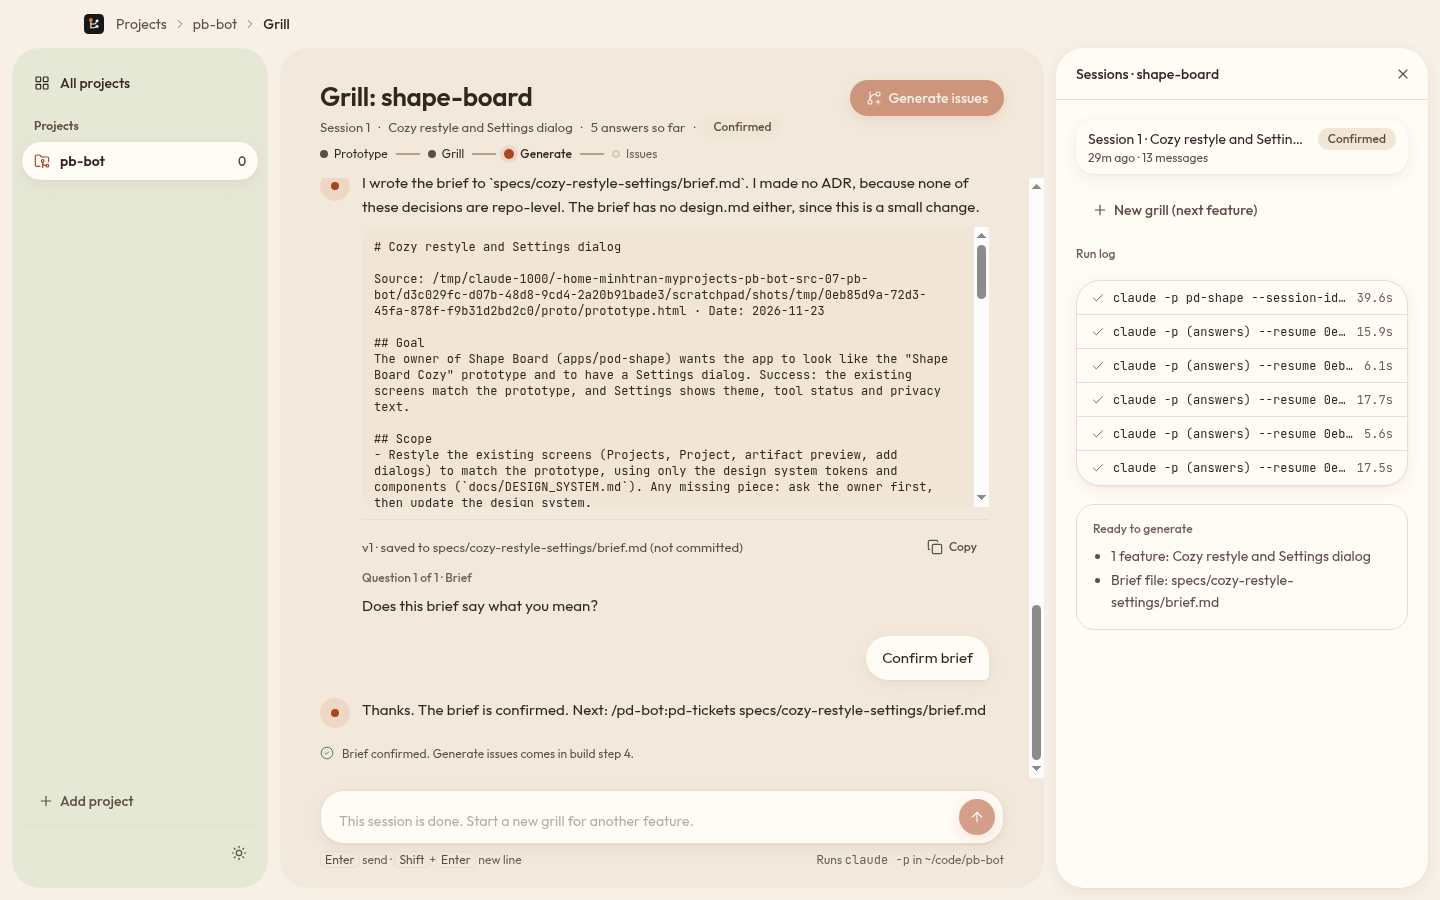 Projects > pb-bot > Grill
All projects
Projects
pb-bot 0
Add project
Grill: shape-board
Generate issues
Session 1 · Cozy restyle and Settings dialog · 5 answers so far · Confirmed
Prototype Grill Generate Issues
I wrote the brief to `specs/cozy-restyle-settings/brief.md`. I made no ADR, because none of
these decisions are repo-level. The brief has no design.md either, since this is a small change.
# Cozy restyle and Settings dialog
Source: /tmp/claude-1000/-home-minhtran-myprojects-pb-bot-src-07-pb-
bot/d3c029fc-d07b-48d8-9cd4-2a20b91bade3/scratchpad/shots/tmp/0eb85d9a-72d3-
45fa-878f-f9b31d2bd2c0/proto/prototype.html · Date: 2026-11-23
## Goal
The owner of Shape Board (apps/pod-shape) wants the app to look like the "Shape
Board Cozy" prototype and to have a Settings dialog. Success: the existing
screens match the prototype, and Settings shows theme, tool status and privacy
text.
## Scope
- Restyle the existing screens (Projects, Project, artifact preview, add
dialogs) to match the prototype, using only the design system tokens and
components (`docs/DESIGN_SYSTEM.md`). Any missing piece: ask the owner first,
then update the design system.
v1 · saved to specs/cozy-restyle-settings/brief.md (not committed)
Copy
Question 1 of 1 · Brief
Does this brief say what you mean?
Confirm brief
Thanks. The brief is confirmed. Next: /pd-bot:pd-tickets specs/cozy-restyle-settings/brief.md
Brief confirmed. Generate issues comes in build step 4.
This session is done. Start a new grill for another feature.
Enter send · Shift + Enter new line
Runs claude -p in ~/code/pb-bot
Sessions · shape-board
Session 1 · Cozy restyle and Settin... Confirmed
29m ago · 13 messages
New grill (next feature)
Run log
claude -p pd-shape --session-id… 39.6s
claude -p (answers) --resume 0e… 15.9s
claude -p (answers) --resume 0eb… 6.1s
claude -p (answers) --resume 0e… 17.7s
claude -p (answers) --resume 0eb… 5.6s
claude -p (answers) --resume 0e… 17.5s
Ready to generate
• 1 feature: Cozy restyle and Settings dialog
• Brief file: specs/cozy-restyle-
settings/brief.md